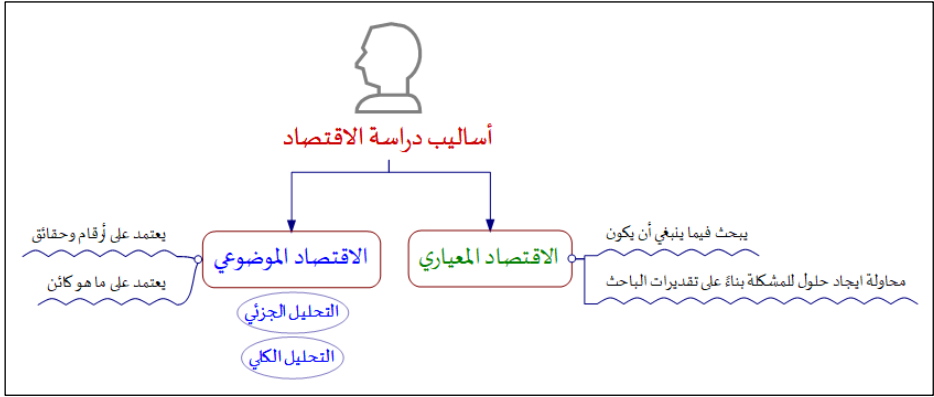 أساليب دراسة الاقتصاد
الاقتصاد المعياري
يبحث فيما ينبغي أن يكون
محاولة ايجاد حلول للمشكلة بناءً على تقديرات الباحث
الاقتصاد الموضوعي
يعتمد على أرقام وحقائق
يعتمد على ما هو كائن
التحليل الجزئي
التحليل الكلي